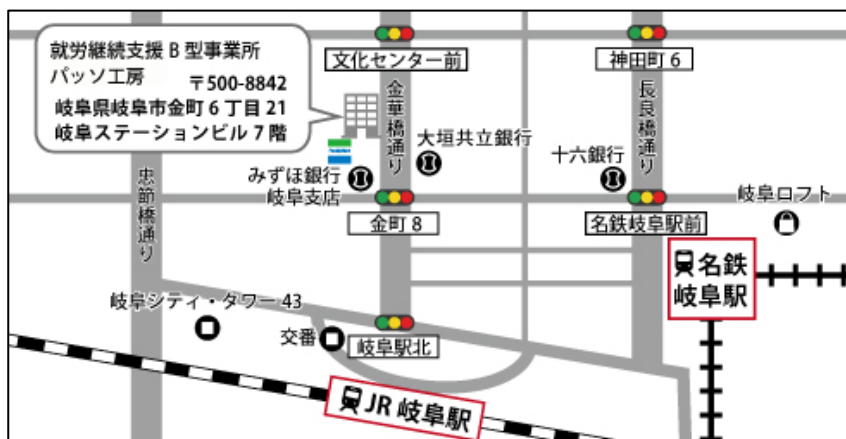 就労継続支援 B 型事業所
パッソ工房 〒500-8842
岐阜県岐阜市金町 6 丁目 21
岐阜ステーションビル 7 階
文化センター前
神田町 6
金華橋通り
長良橋通り
忠節橋通り
大垣共立銀行
十六銀行
みずほ銀行
岐阜支店
岐阜ロフト
金町 8
名鉄岐阜駅前
名鉄
岐阜駅
岐阜シティ・タワー 43
交番
岐阜駅北
JR 岐阜駅